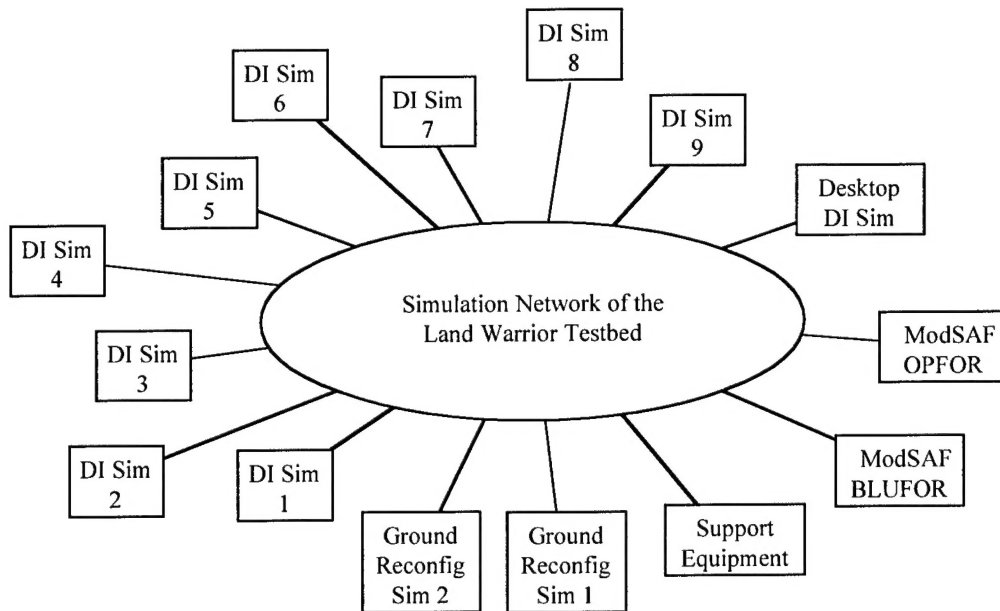 DI Sim
8
DI Sim
6
DI Sim
7
DI Sim
9
DI Sim
5
Desktop
DI Sim
DI Sim
4
Simulation Network of the
Land Warrior Testbed
ModSAF
OPFOR
DI Sim
3
DI Sim
2
DI Sim
1
ModSAF
BLUFOR
Ground
Reconfig
Sim 2
Ground
Reconfig
Sim 1
Support
Equipment